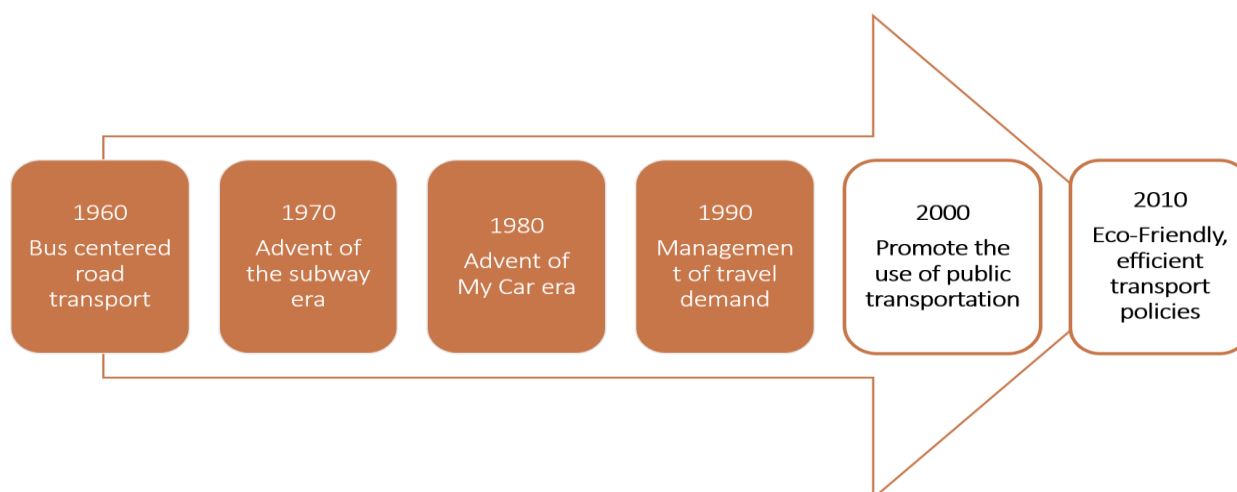 1960
Bus centered
road
transport
1970
Advent of
the subway
era
1980
Advent of
My Car era
1990
Managemen
t of travel
demand
2000
Promote the
use of public
transportation
2010
Eco-Friendly,
efficient
transport
policies